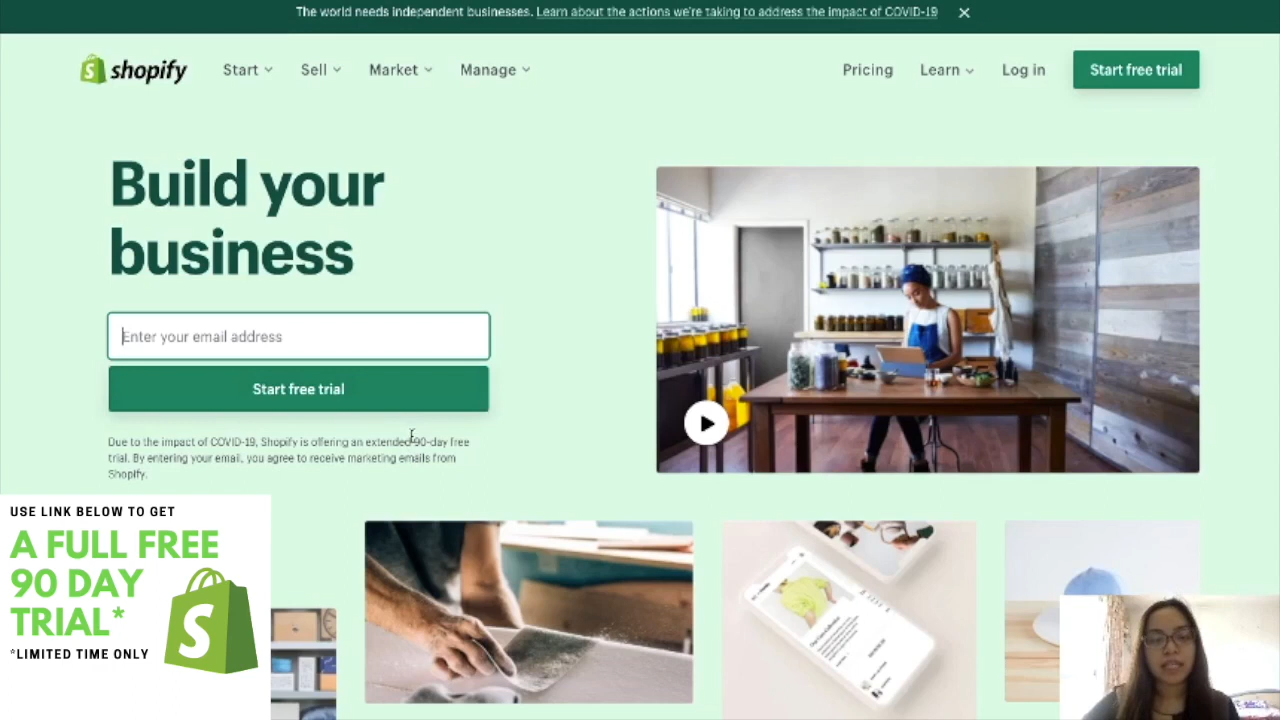 The world needs independent businesses. Learn about the actions we're taking to address the impact of COVID-19
shopify Start Sell Market Manage Pricing Learn Log in Start free trial
Build your
business
Enter your email address
Start free trial
Due to the impact of COVID-19, Shopify is offering an extended 90-day free
trial. By entering your email, you agree to receive marketing emails from
Shopify.
USE LINK BELOW TO GET
A FULL FREE
90 DAY
TRIAL*
*LIMITED TIME ONLY